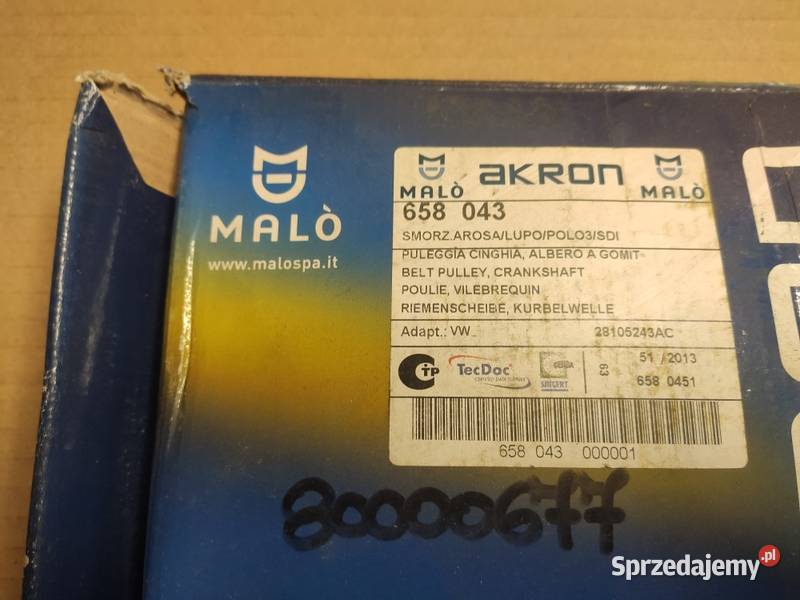 MALÒ
www.malospa.it
MALÒ akron MALÒ
658 043
SMORZ.AROSA/LUPO/POLO3/SDI
PULEGGIA CINGHIA, ALBERO A GOMIT
BELT PULLEY, CRANKSHAFT
POULIE, VILEBREQUIN
RIEMENSCHEIBE, KURBELWELLE
Adapt.: VW 28105243AC
TecDoc
63
51 / 2013
658 0451
658 043 000001
80000677
Sprzedajemy.pl